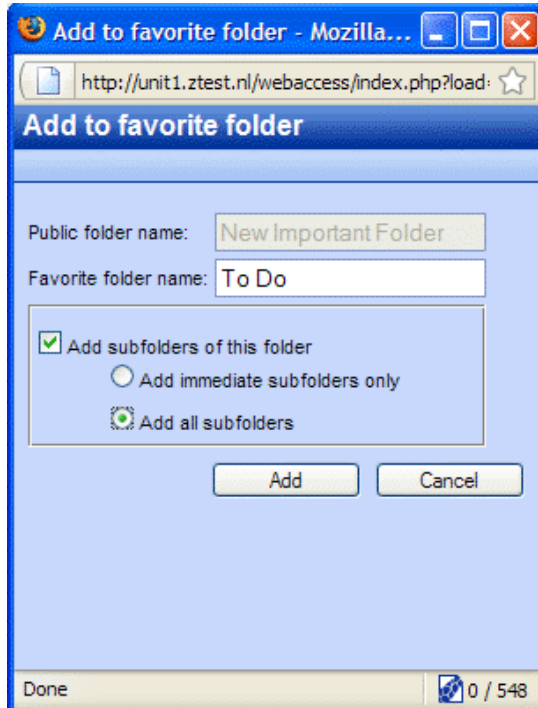 Add to favorite folder - Mozilla...
http://unit1.ztest.nl/webaccess/index.php?load=
Add to favorite folder
Public folder name: New Important Folder
Favorite folder name: To Do
Add subfolders of this folder
Add immediate subfolders only
Add all subfolders
Add Cancel
Done 0 / 548